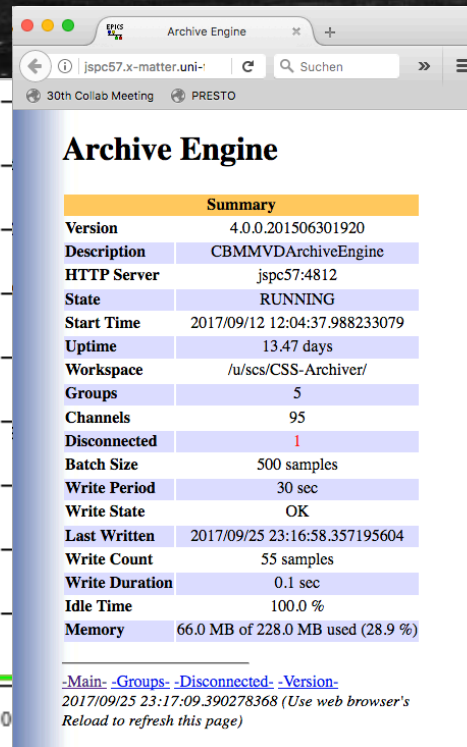 EPICS
Archive Engine
jspc57.x-matter.uni-
Suchen
»
30th Collab Meeting PRESTO
Archive Engine
Summary
Version 4.0.0.201506301920
Description CBMMVDArchiveEngine
HTTP Server jspc57:4812
State RUNNING
Start Time 2017/09/12 12:04:37.988233079
Uptime 13.47 days
Workspace /u/scs/CSS-Archiver/
Groups 5
Channels 95
Disconnected 1
Batch Size 500 samples
Write Period 30 sec
Write State OK
Last Written 2017/09/25 23:16:58.357195604
Write Count 55 samples
Write Duration 0.1 sec
Idle Time 100.0 %
Memory 66.0 MB of 228.0 MB used (28.9 %)
-Main- -Groups- -Disconnected- -Version-
2017/09/25 23:17:09.390278368 (Use web browser's
Reload to refresh this page)
0